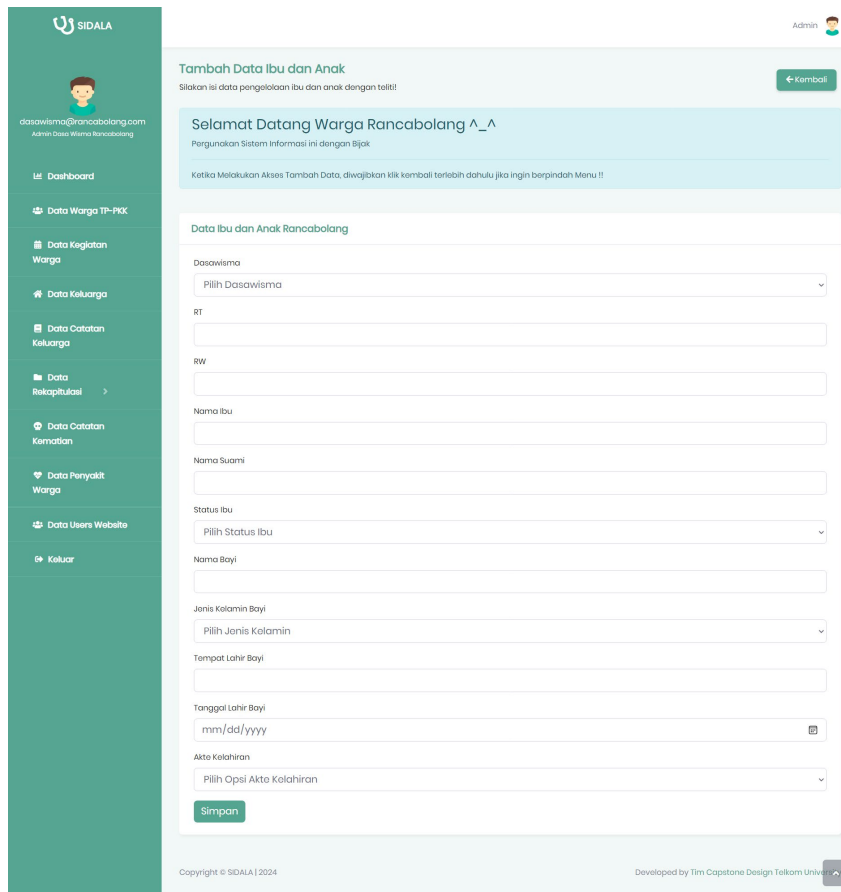 SIDALA
Admin
dasawisma@rancabolang.com
Admin Dasa Wisma Rancabolang
Dashboard
Data Warga TP-PKK
Data Kegiatan
Warga
Data Keluarga
Data Catatan
Keluarga
Data
Rekapitulasi
Data Catatan
Kematian
Data Penyakit
Warga
Data Users Website
Keluar
Tambah Data Ibu dan Anak
Silakan isi data pengelolaan ibu dan anak dengan teliti!
Kembali
Selamat Datang Warga Rancabolang ^_^
Pergunakan Sistem Informasi ini dengan Bijak
Ketika Melakukan Akses Tambah Data, diwajibkan klik kembali terlebih dahulu jika ingin berpindah Menu !!
Data Ibu dan Anak Rancabolang
Dasawisma
Pilih Dasawisma
RT
RW
Nama Ibu
Nama Suami
Status Ibu
Pilih Status Ibu
Nama Bayi
Jenis Kelamin Bayi
Pilih Jenis Kelamin
Tempat Lahir Bayi
Tanggal Lahir Bayi
mm/dd/yyyy
Akte Kelahiran
Pilih Opsi Akte Kelahiran
Simpan
Copyright © SIDALA | 2024
Developed by Tim Capstone Design Telkom